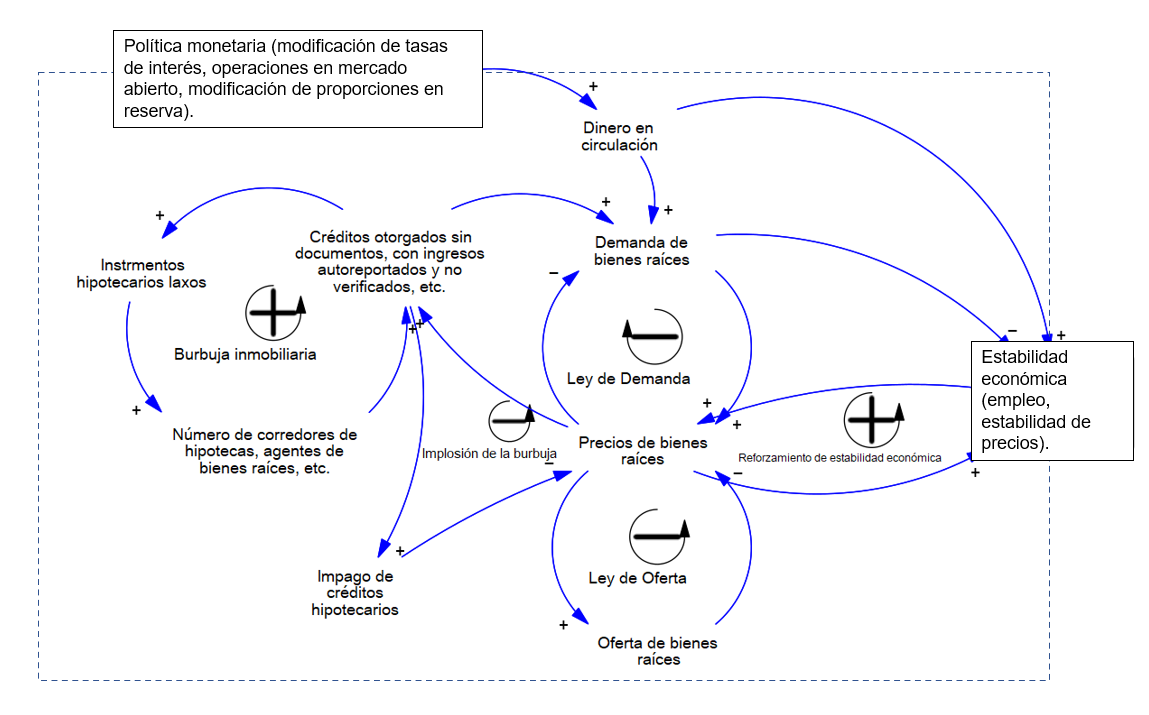 Política monetaria (modificación de tasas
de interés, operaciones en mercado
abierto, modificación de proporciones en
reserva).
+
Dinero en
circulación
+
+
+
Créditos otorgados sin
documentos, con ingresos
autoreportados y no
verificados, etc.
Demanda de
bienes raíces
Instrmentos
hipotecarios laxos
–
Burbuja inmobiliaria
+
+
Ley de Demanda
–
+
Estabilidad
económica
(empleo,
estabilidad de
precios).
+
+
+
Número de corredores de
hipotecas, agentes de
bienes raíces, etc.
Implosión de la burbuja
Precios de bienes
raíces
Reforzamiento de estabilidad económica
–
–
+
+
Impago de
créditos
hipotecarios
Ley de Oferta
+
Oferta de bienes
raíces